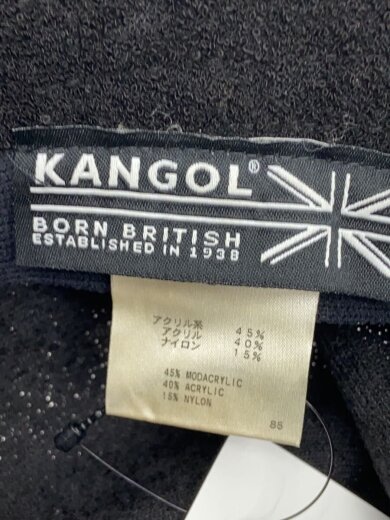 KANGOL®
BORN BRITISH
ESTABLISHED IN 1938
アクリル系 45%
アクリル 40%
ナイロン 15%
45% MODACRYLIC
40% ACRYLIC
15% NYLON
85